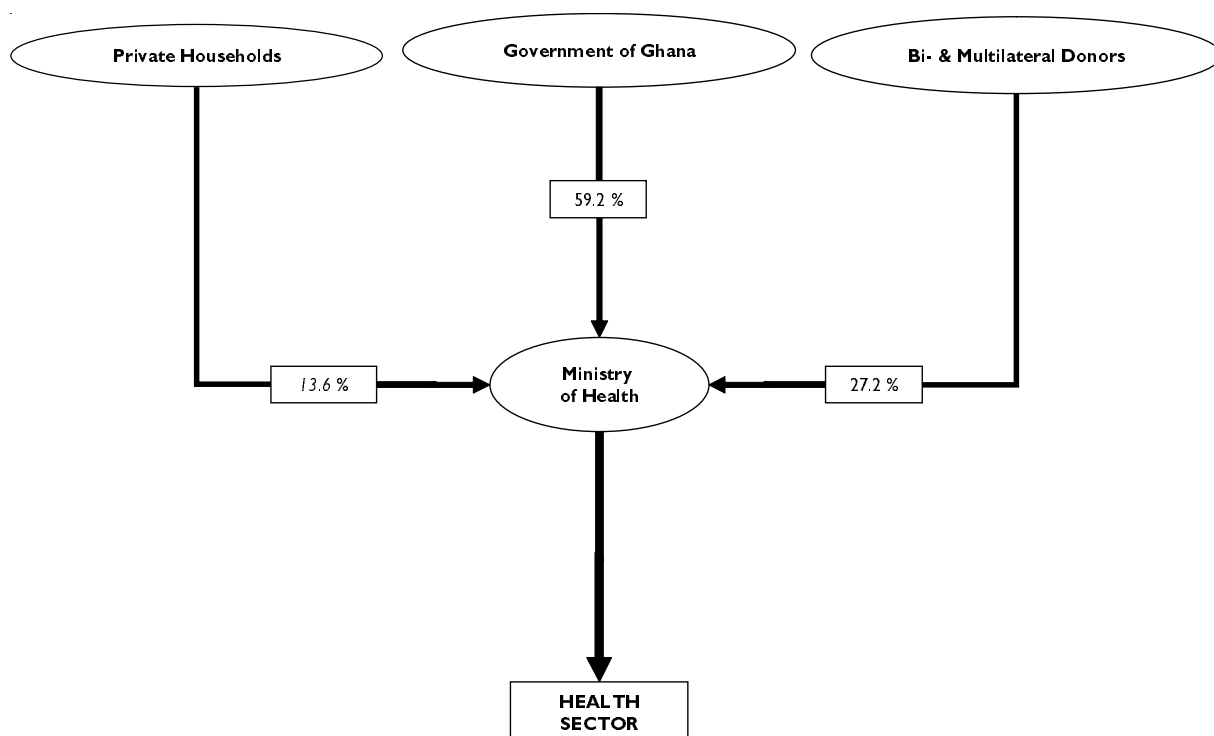 Private Households
Government of Ghana
Bi- & Multilateral Donors
59.2 %
13.6 %
Ministry
of Health
27.2 %
HEALTH
SECTOR